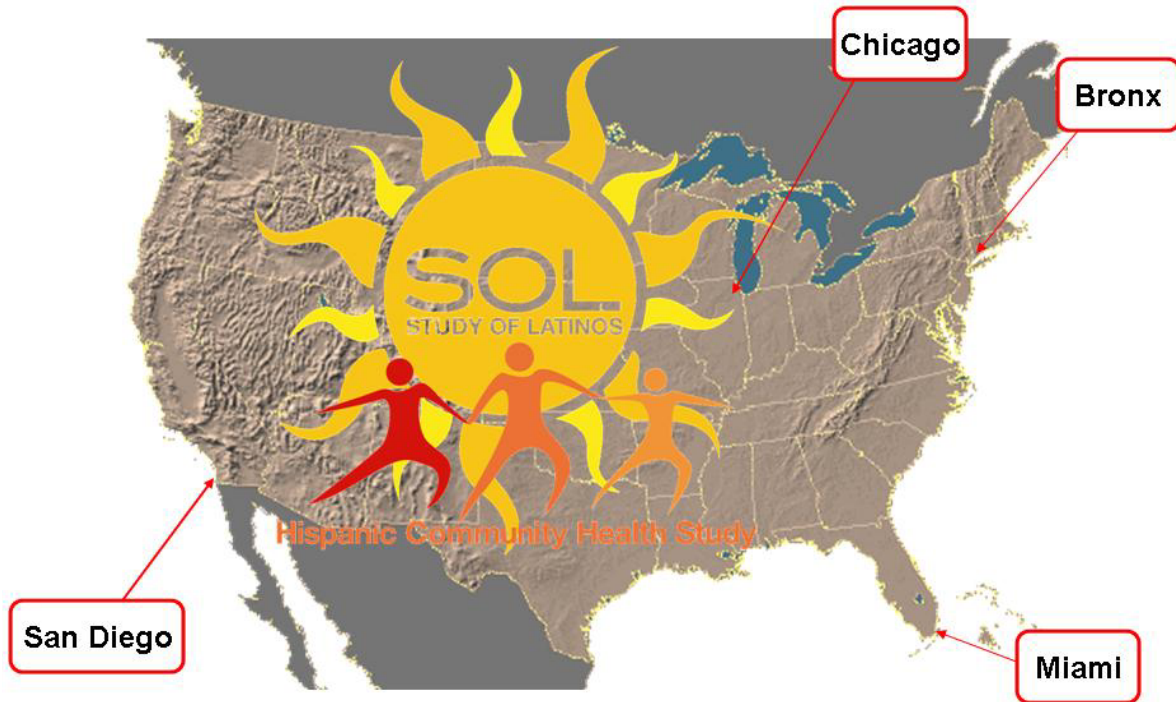 Chicago
Bronx
SOL
STUDY OF LATINOS
Hispanic Community Health Study
San Diego
Miami